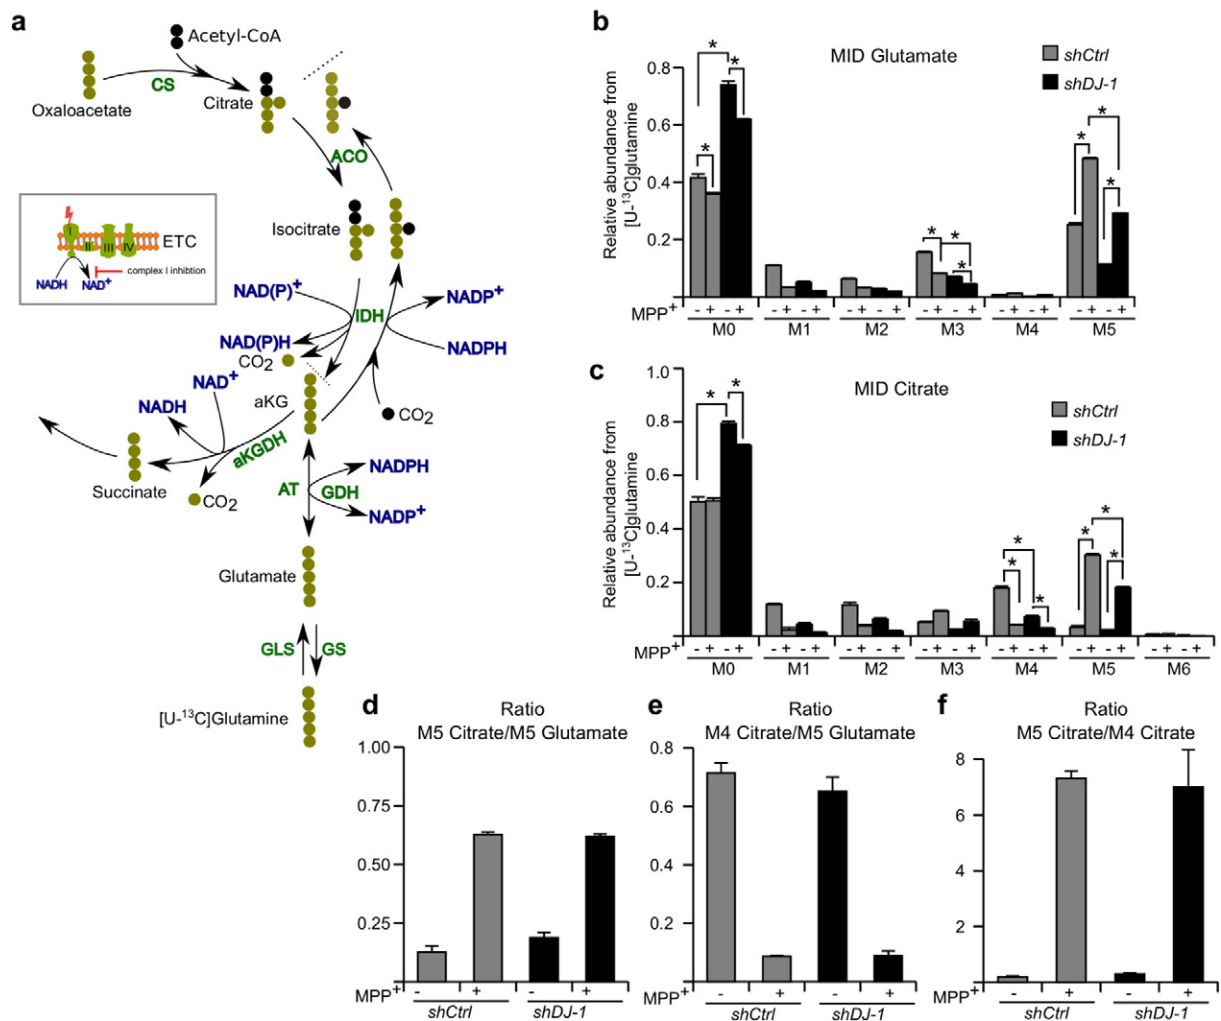 a
Acetyl-CoA
CS
Oxaloacetate
Citrate
ACO
Isocitrate
I
II
III
IV
ETC
NADH
NAD+
complex I inhibtion
NAD(P)+
NADP+
IDH
NAD(P)H
NADPH
CO2
NAD+
NADH
aKG
CO2
aKGDH
Succinate
CO2
NADPH
AT
GDH
NADP+
Glutamate
GLS
GS
[U-13C]Glutamine
b
MID Glutamate
shCtrl
shDJ-1
Relative abundance from
[U-13C]glutamine
0.8
0.6
0.4
0.2
* * * * * * * * * *
MPP+
- + - + - + - + - + - + - + - + - + - + - + - +
M0 M1 M2 M3 M4 M5
c
MID Citrate
shCtrl
shDJ-1
Relative abundance from
[U-13C]glutamine
1.0
0.8
0.6
0.4
0.2
* * * * * * * *
MPP+
- + - + - + - + - + - + - + - + - + - + - + - + - + - +
M0 M1 M2 M3 M4 M5 M6
d
Ratio
M5 Citrate/M5 Glutamate
1.00
0.75
0.50
0.25
MPP+
- + - +
shCtrl shDJ-1
e
Ratio
M4 Citrate/M5 Glutamate
0.8
0.6
0.4
0.2
MPP+
- + - +
shCtrl shDJ-1
f
Ratio
M5 Citrate/M4 Citrate
8
6
4
2
MPP+
- + - +
shCtrl shDJ-1